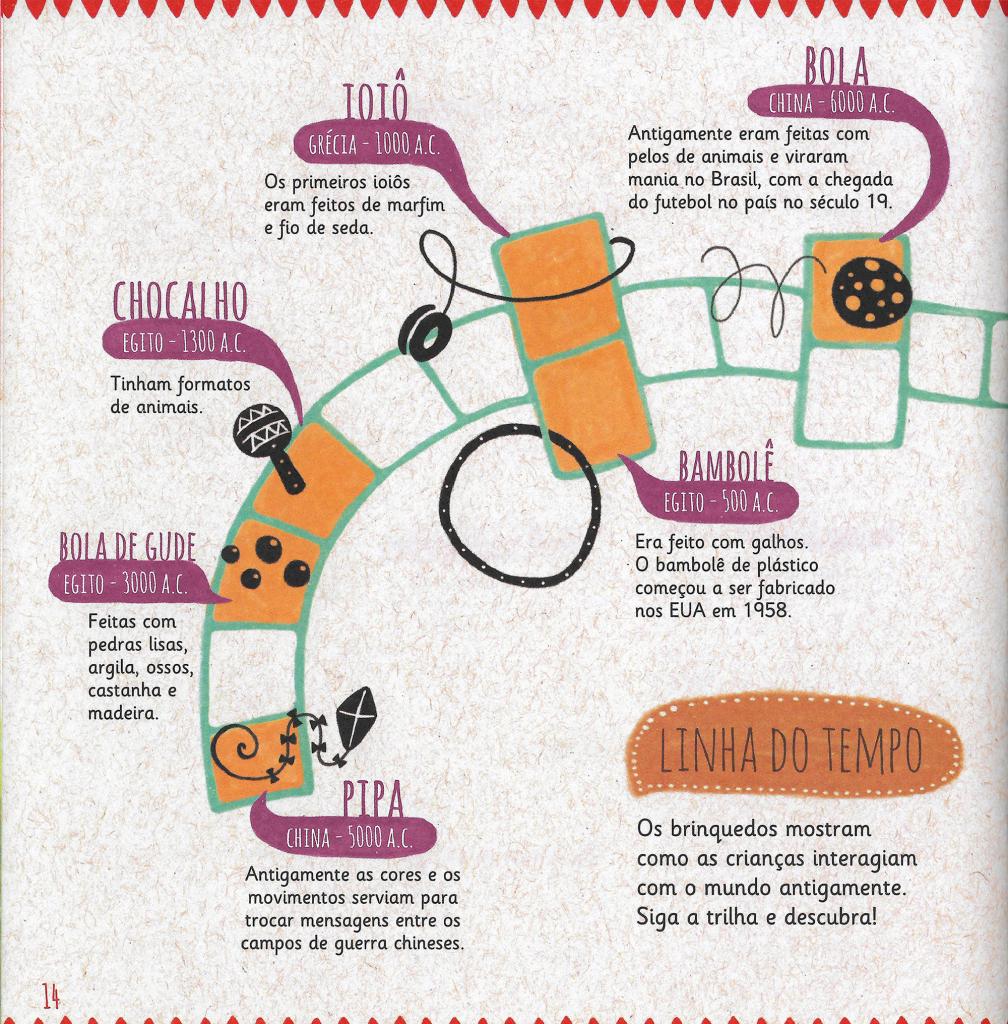 IOIÔ
GRÉCIA - 1000 A.C.
Os primeiros ioiôs
eram feitos de marfim
e fio de seda.
BOLA
CHINA - 6000 A.C.
Antigamente eram feitas com
pelos de animais e viraram
mania no Brasil, com a chegada
do futebol no país no século 19.
CHOCALHO
EGITO - 1300 A.C.
Tinham formatos
de animais.
BAMBOLÊ
EGITO - 500 A.C.
Era feito com galhos.
O bambolê de plástico
começou a ser fabricado
nos EUA em 1958.
BOLA DE GUDE
EGITO - 3000 A.C.
Feitas com
pedras lisas,
argila, ossos,
castanha e
madeira.
PIPA
CHINA - 5000 A.C.
Antigamente as cores e os
movimentos serviam para
trocar mensagens entre os
campos de guerra chineses.
LINHA DO TEMPO
Os brinquedos mostram
como as crianças interagiam
com o mundo antigamente.
Siga a trilha e descubra!
14